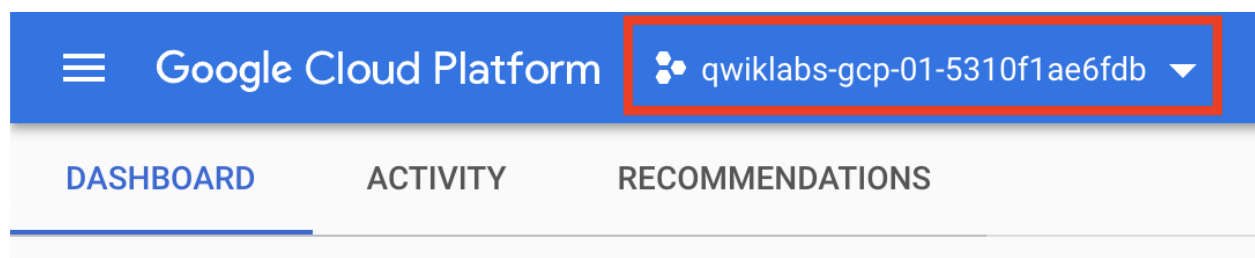 Google Cloud Platform qwiklabs-gcp-01-5310f1ae6fdb
DASHBOARD ACTIVITY RECOMMENDATIONS